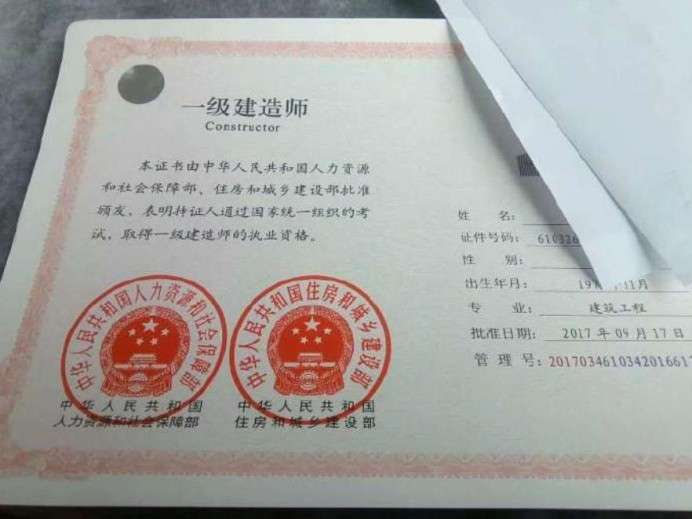 一级建造师
Constructor
本证书由中华人民共和国人力资源
和社会保障部、住房和城乡建设部批准
颁发，表明持证人通过国家统一组织的考
试，取得一级建造师的执业资格。
中华人民共和国人力资源和社会保障部
中华人民共和国住房和城乡建设部
中华人民共和国
人力资源和社会保障部
中华人民共和国
住房和城乡建设部
姓 名：
证件号码： 610326
性 别：
出生年月： 197 年11月
专 业： 建筑工程
批准日期： 2017 年 09 月 17 日
管 理 号： 201703461034201661